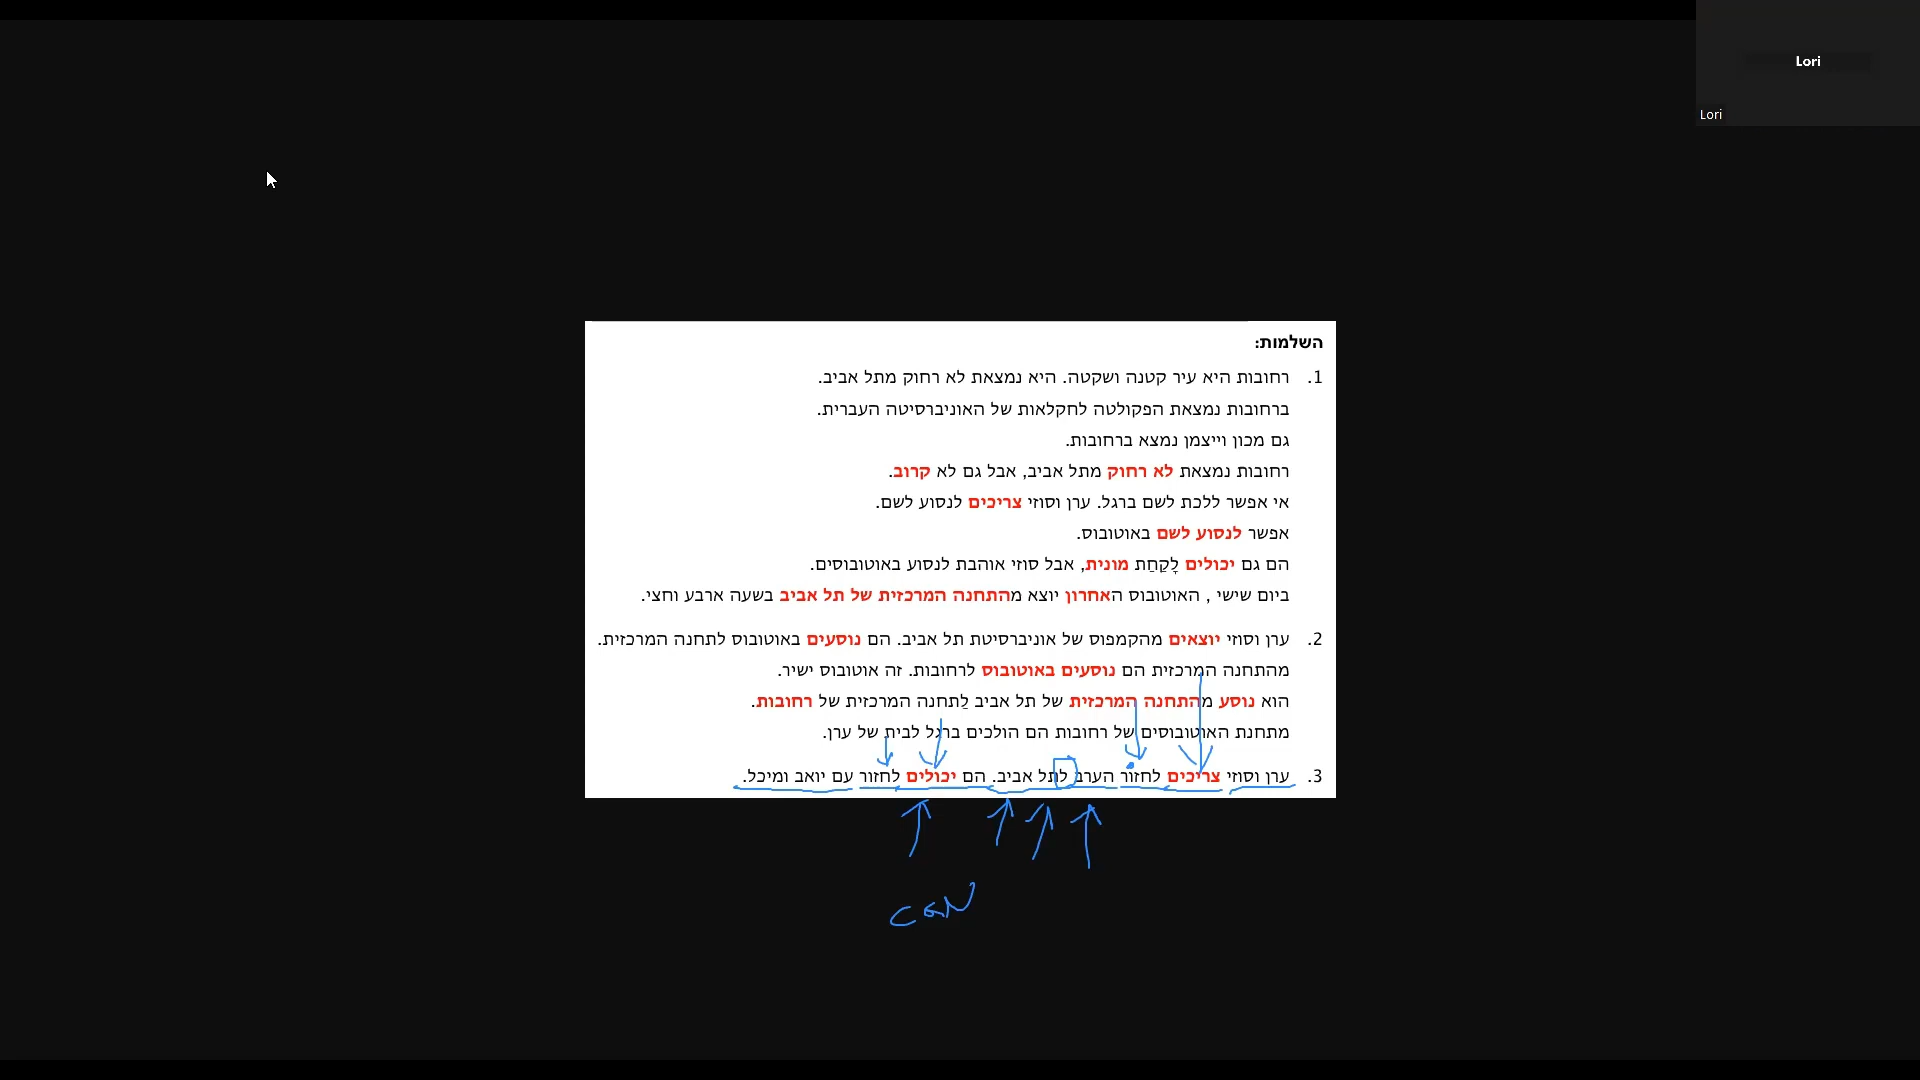 Lori
Lori
השלמות:
1. רחובות היא עיר קטנה ושקטה. היא נמצאת לא רחוק מתל אביב.
ברחובות נמצאת הפקולטה לחקלאות של האוניברסיטה העברית.
גם מכון וייצמן נמצא ברחובות.
רחובות נמצאת לא רחוק מתל אביב, אבל גם לא קרוב.
אי אפשר ללכת לשם ברגל. ערן וסוזי צריכים לנסוע לשם.
אפשר לנסוע לשם באוטובוס.
הם גם יכולים לָקַחַת מונית, אבל סוזי אוהבת לנסוע באוטובוסים.
ביום שישי , האוטובוס האחרון יוצא מהתחנה המרכזית של תל אביב בשעה ארבע וחצי.
2. ערן וסוזי יוצאים מהקמפוס של אוניברסיטת תל אביב. הם נוסעים באוטובוס לתחנה המרכזית.
מהתחנה המרכזית הם נוסעים באוטובוס לרחובות. זה אוטובוס ישיר.
הוא נוסע מהתחנה המרכזית של תל אביב לַתחנה המרכזית של רחובות.
מתחנת האוטובוסים של רחובות הם הולכים ברגל לבית של ערן.
3. ערן וסוזי צריכים לחזור הערב לתל אביב. הם יכולים לחזור עם יואב ומיכל.
can